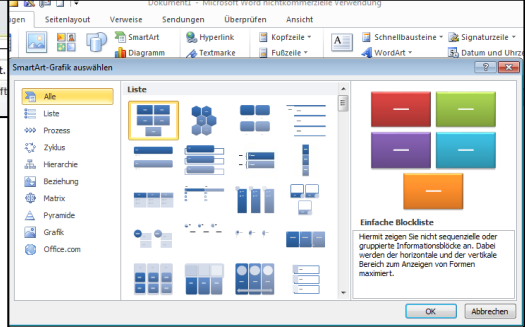 Dokument1 - Microsoft Word nichtkommerzielle Verwendung
igen Seitenlayout Verweise Sendungen Überprüfen Ansicht
SmartArt Hyperlink Kopfzeile Schnellbausteine Signaturzeile
Diagramm Textmarke Fußzeile WordArt Datum und Uhrze
SmartArt-Grafik auswählen
Alle
Liste
Prozess
Zyklus
Hierarchie
Beziehung
Matrix
Pyramide
Grafik
Office.com
Liste
Einfache Blockliste
Hiermit zeigen Sie nicht sequenzielle oder
gruppierte Informationsblöcke an. Dabei
werden der horizontale und der vertikale
Bereich zum Anzeigen von Formen
maximiert.
OK Abbrechen